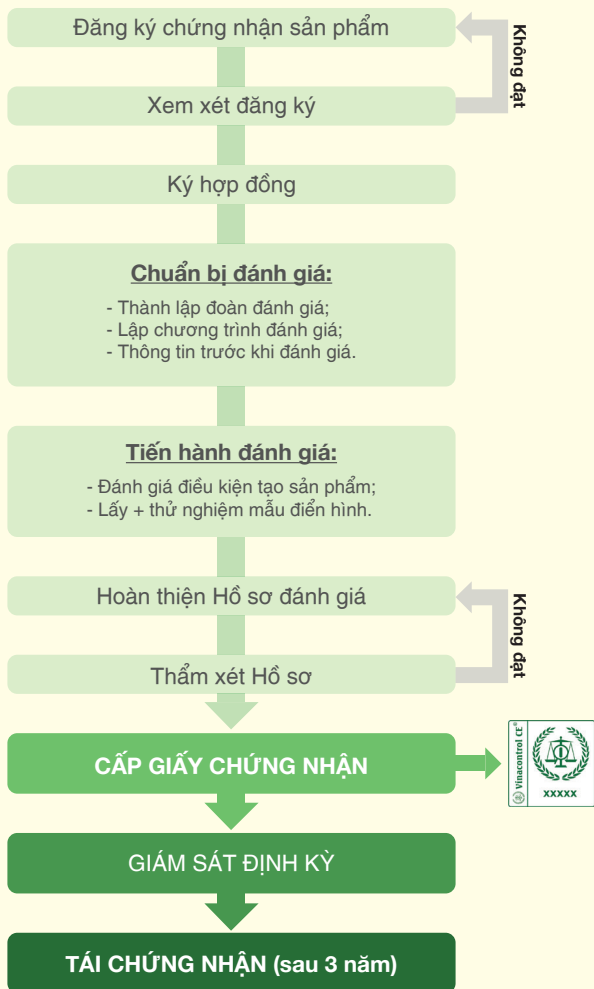 Đăng ký chứng nhận sản phẩm
Không đạt
Xem xét đăng ký
Ký hợp đồng
Chuẩn bị đánh giá:
- Thành lập đoàn đánh giá;
- Lập chương trình đánh giá;
- Thông tin trước khi đánh giá.
Tiến hành đánh giá:
- Đánh giá điều kiện tạo sản phẩm;
- Lấy + thử nghiệm mẫu điển hình.
Hoàn thiện Hồ sơ đánh giá
Không đạt
Thẩm xét Hồ sơ
CẤP GIẤY CHỨNG NHẬN
Vinacontrol CE®
XXXXX
GIÁM SÁT ĐỊNH KỲ
TÁI CHỨNG NHẬN (sau 3 năm)